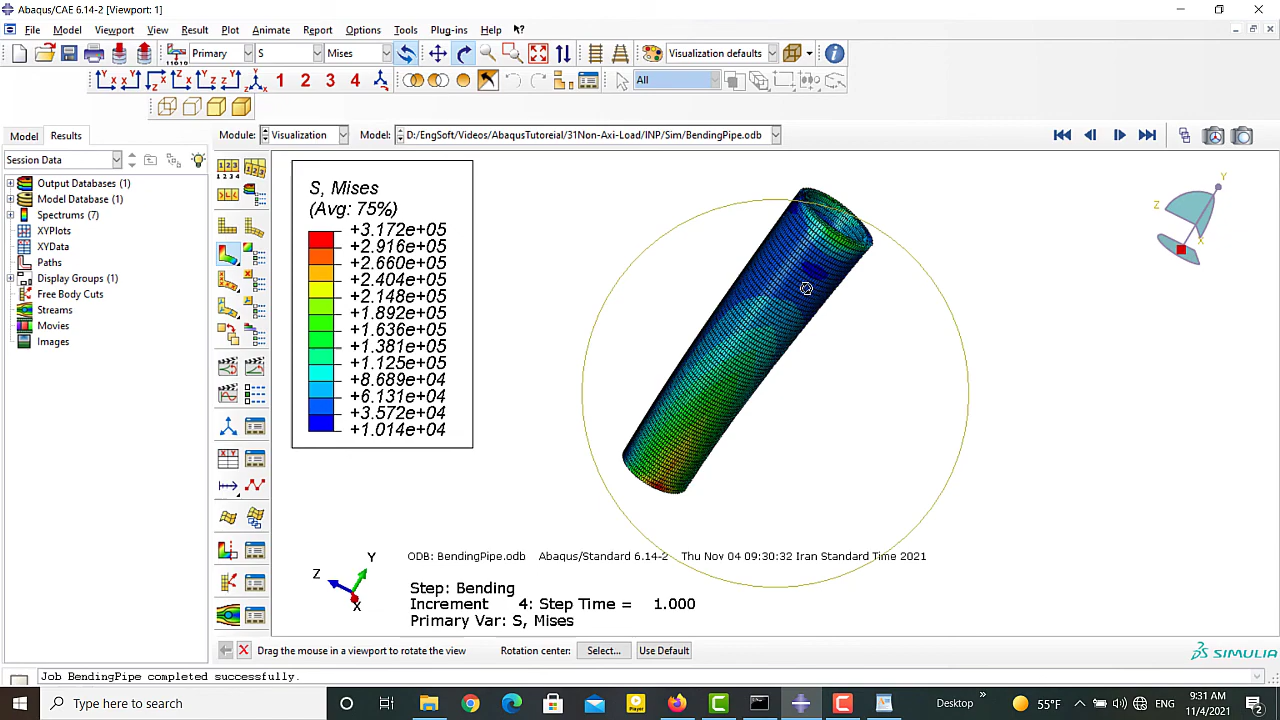 Abaqus/CAE 6.14-2 [Viewport: 1]
File Model Viewport View Result Plot Animate Report Options Tools Plug-ins Help
Primary S Mises Visualization defaults
1 2 3 4 All
Model Results Module: Visualization Model: D:/EngSoft/Videos/AbaqusTutoreial/31Non-Axi-Load/INP/Sim/BendingPipe.odb
Session Data
Output Databases (1)
Model Database (1)
Spectrums (7)
XYPlots
XYData
Paths
Display Groups (1)
Free Body Cuts
Streams
Movies
Images
S, Mises
(Avg: 75%)
+3.172e+05
+2.916e+05
+2.660e+05
+2.404e+05
+2.148e+05
+1.892e+05
+1.636e+05
+1.381e+05
+1.125e+05
+8.689e+04
+6.131e+04
+3.572e+04
+1.014e+04
Y
Z
X
Y
Z
X
ODB: BendingPipe.odb Abaqus/Standard 6.14-2 Thu Nov 04 09:30:32 Iran Standard Time 2021
Step: Bending
Increment 4: Step Time = 1.000
Primary Var: S, Mises
Drag the mouse in a viewport to rotate the view Rotation center: Select... Use Default
SIMULIA
Job BendingPipe completed successfully.
Type here to search
Desktop 55°F ENG
9:31 AM
11/4/2021